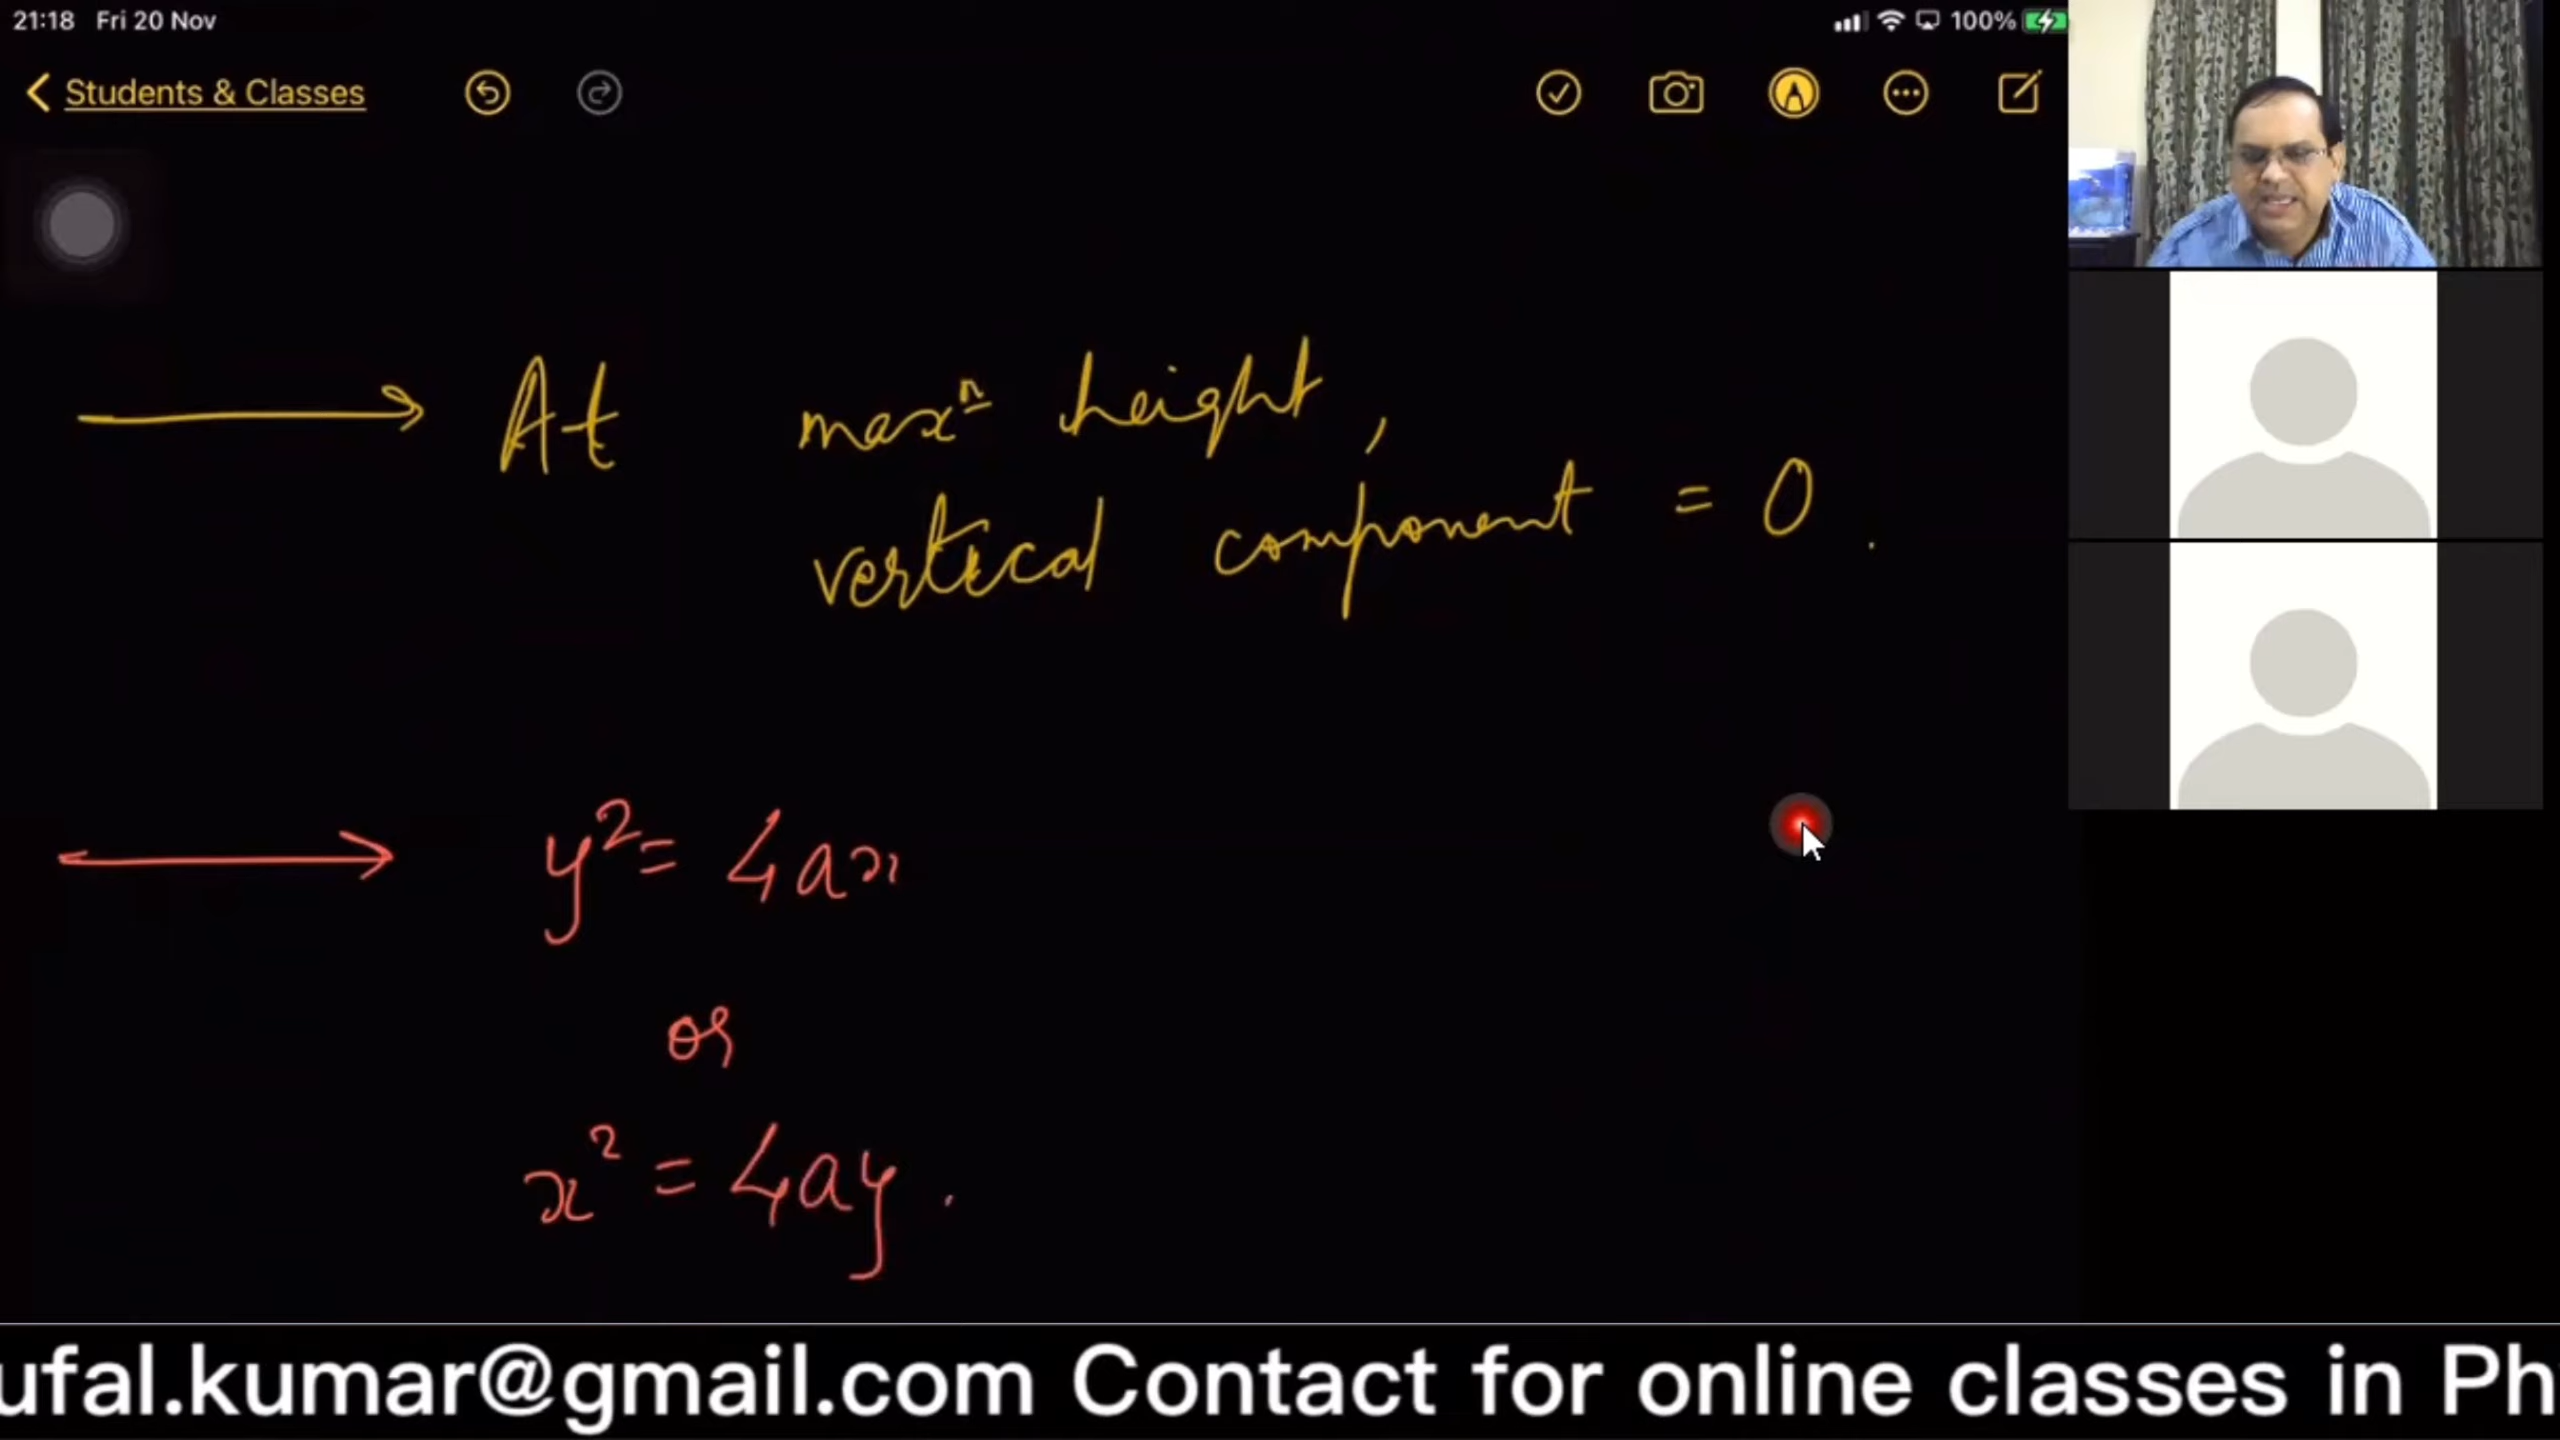 21:18 Fri 20 Nov
100%
Students & Classes
At maxᵐ height,
vertical component = 0.
y² = 4ax
or
x² = 4ay.
ufal.kumar@gmail.com Contact for online classes in Ph